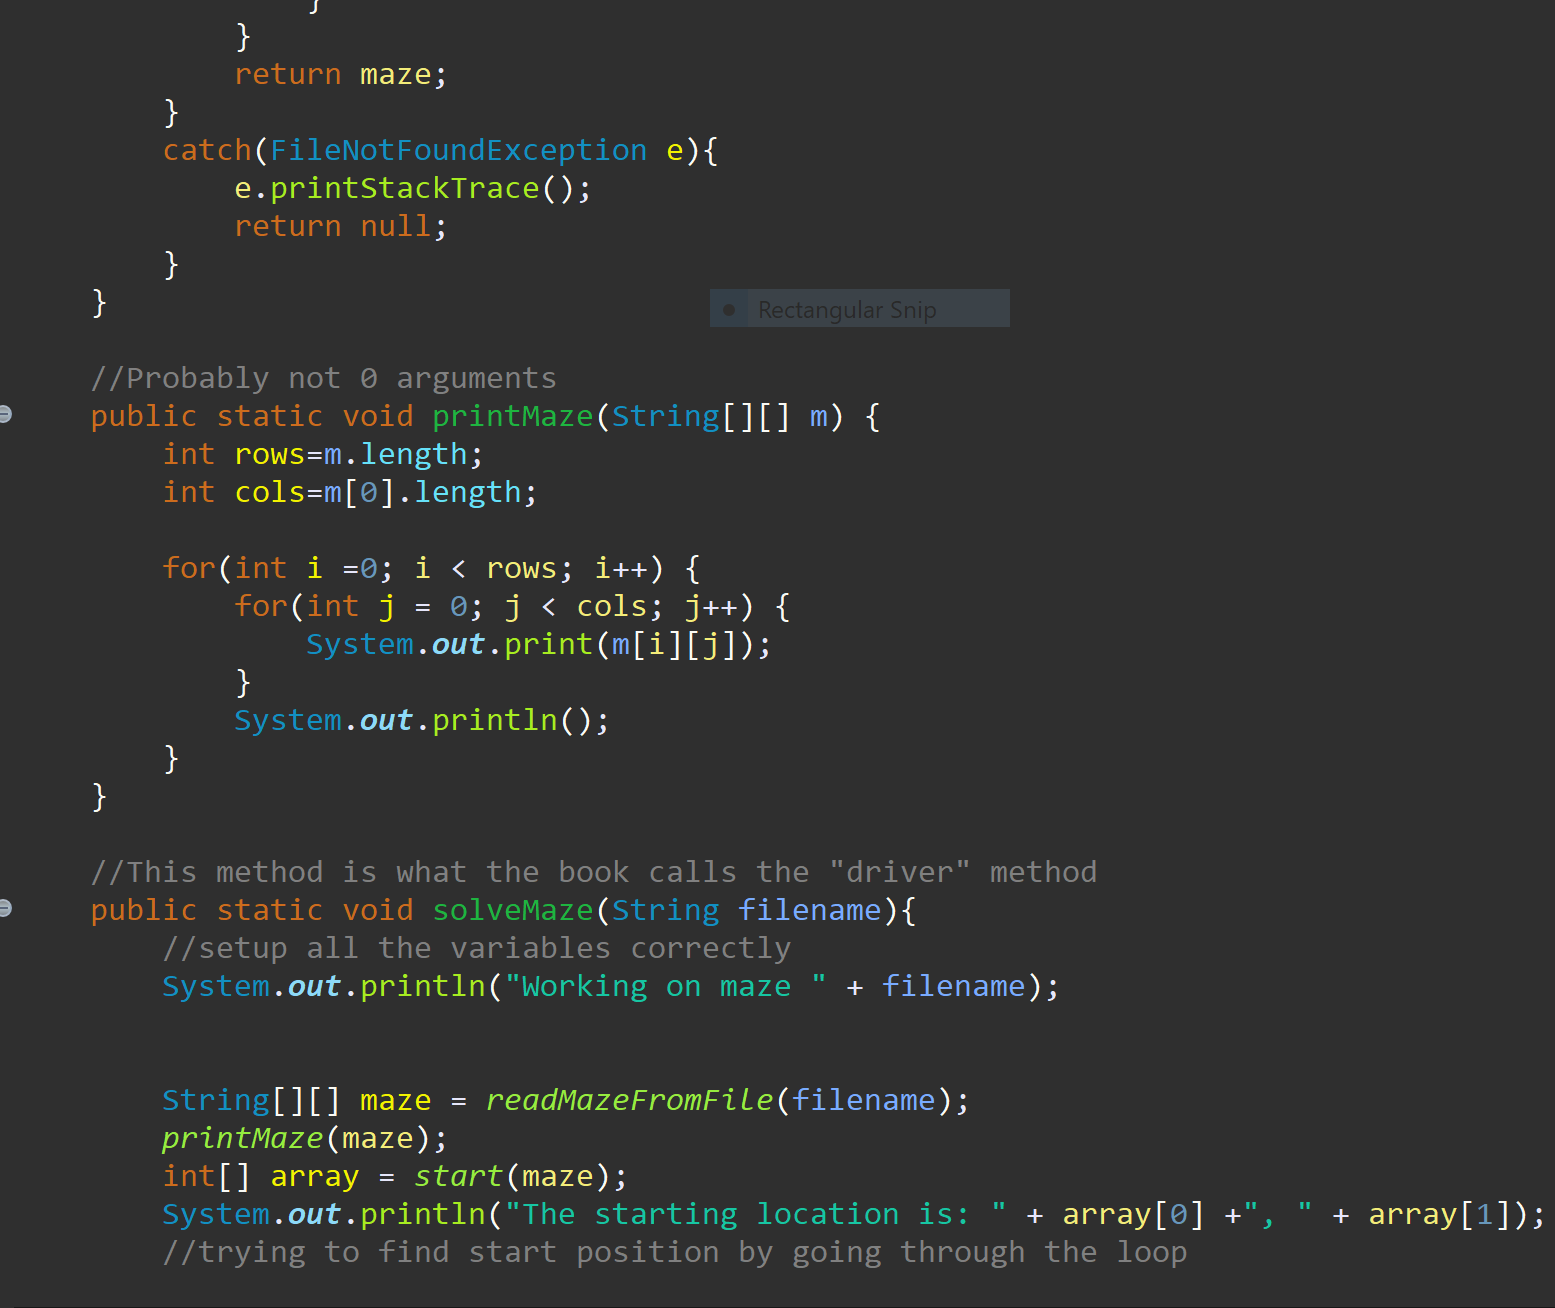 }
}
return maze;
}
catch(FileNotFoundException e){
e.printStackTrace();
return null;
}
}
Rectangular Snip
//Probably not 0 arguments
public static void printMaze(String[][] m) {
int rows=m.length;
int cols=m[0].length;
for(int i =0; i < rows; i++) {
for(int j = 0; j < cols; j++) {
System.out.print(m[i][j]);
}
System.out.println();
}
}
//This method is what the book calls the "driver" method
public static void solveMaze(String filename){
//setup all the variables correctly
System.out.println("Working on maze " + filename);
String[][] maze = readMazeFromFile(filename);
printMaze(maze);
int[] array = start(maze);
System.out.println("The starting location is: " + array[0] +", " + array[1]);
//trying to find start position by going through the loop